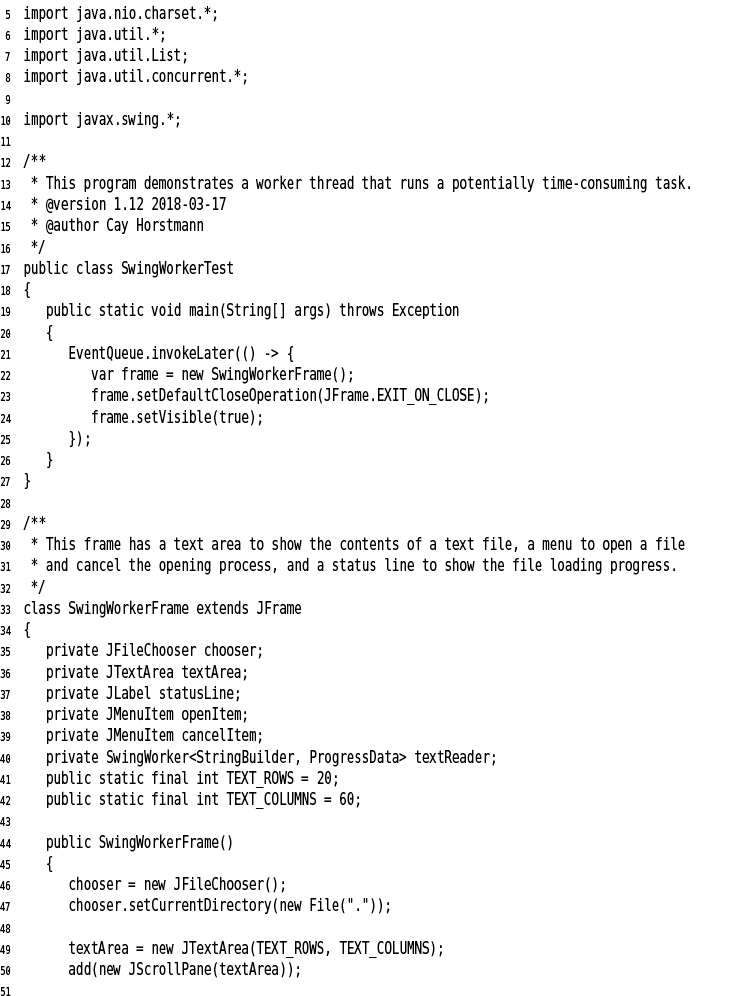 5 import java.nio.charset.*;
6 import java.util.*;
7 import java.util.List;
8 import java.util.concurrent.*;
9
10 import javax.swing.*;
11
12 /**
13  * This program demonstrates a worker thread that runs a potentially time-consuming task.
14  * @version 1.12 2018-03-17
15  * @author Cay Horstmann
16  */
17 public class SwingWorkerTest
18 {
19    public static void main(String[] args) throws Exception
20    {
21       EventQueue.invokeLater(() -> {
22          var frame = new SwingWorkerFrame();
23          frame.setDefaultCloseOperation(JFrame.EXIT_ON_CLOSE);
24          frame.setVisible(true);
25       });
26    }
27 }
28
29 /**
30  * This frame has a text area to show the contents of a text file, a menu to open a file
31  * and cancel the opening process, and a status line to show the file loading progress.
32  */
33 class SwingWorkerFrame extends JFrame
34 {
35    private JFileChooser chooser;
36    private JTextArea textArea;
37    private JLabel statusLine;
38    private JMenuItem openItem;
39    private JMenuItem cancelItem;
40    private SwingWorker<StringBuilder, ProgressData> textReader;
41    public static final int TEXT_ROWS = 20;
42    public static final int TEXT_COLUMNS = 60;
43
44    public SwingWorkerFrame()
45    {
46       chooser = new JFileChooser();
47       chooser.setCurrentDirectory(new File("."));
48
49       textArea = new JTextArea(TEXT_ROWS, TEXT_COLUMNS);
50       add(new JScrollPane(textArea));
51